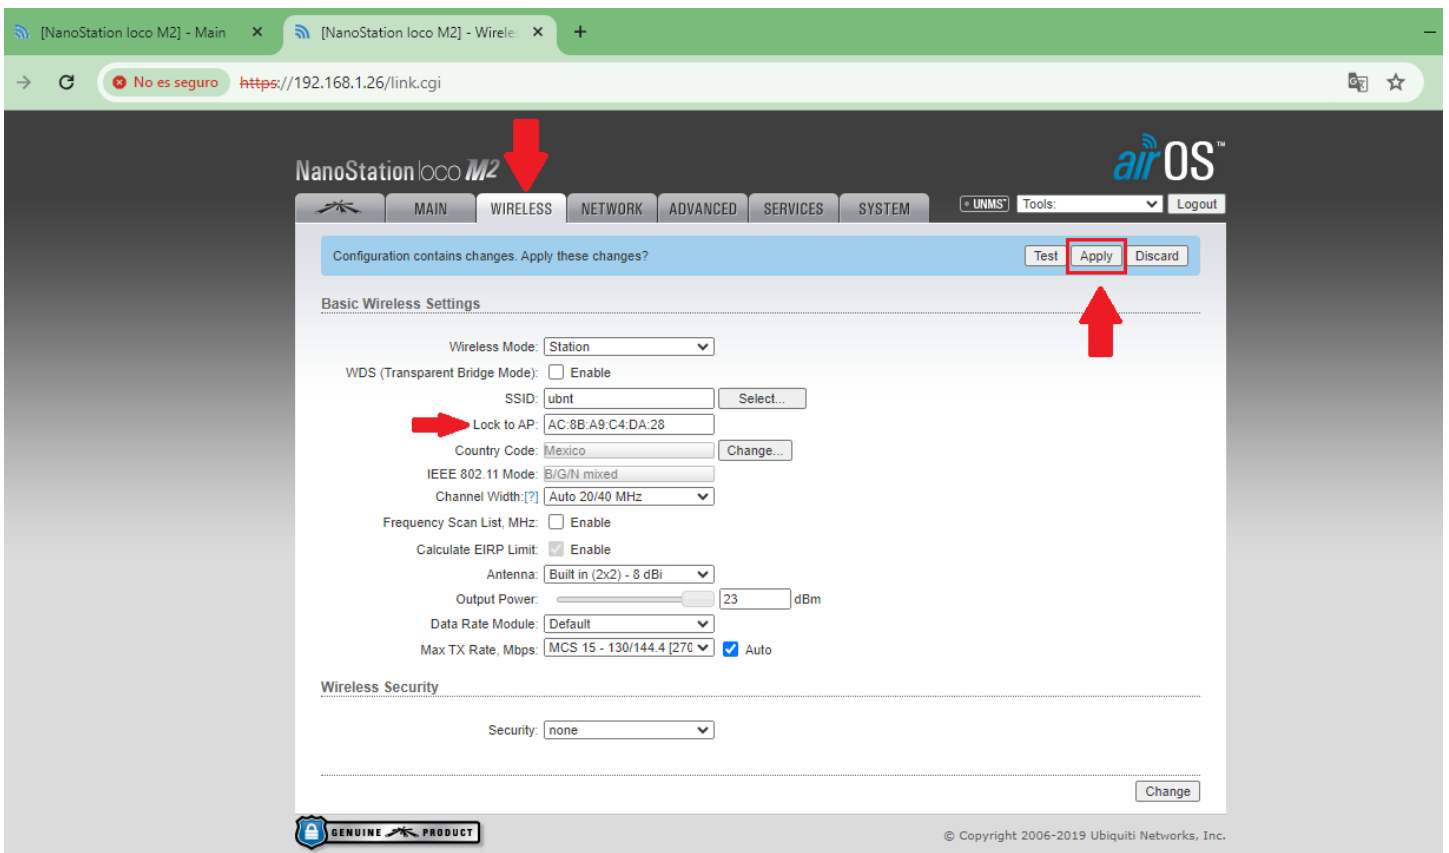 [NanoStation loco M2] - Main
[NanoStation loco M2] - Wirele
No es seguro https://192.168.1.26/link.cgi
NanoStation loco M2
airOS™
MAIN WIRELESS NETWORK ADVANCED SERVICES SYSTEM UNMS™ Tools: Logout
Configuration contains changes. Apply these changes? Test Apply Discard
Basic Wireless Settings
Wireless Mode: Station
WDS (Transparent Bridge Mode): Enable
SSID: ubnt Select...
Lock to AP: AC:8B:A9:C4:DA:28
Country Code: Mexico Change...
IEEE 802.11 Mode: B/G/N mixed
Channel Width:[?] Auto 20/40 MHz
Frequency Scan List, MHz: Enable
Calculate EIRP Limit: Enable
Antenna: Built in (2x2) - 8 dBi
Output Power: 23 dBm
Data Rate Module: Default
Max TX Rate, Mbps: MCS 15 - 130/144.4 [270 Auto
Wireless Security
Security: none
Change
GENUINE PRODUCT
© Copyright 2006-2019 Ubiquiti Networks, Inc.